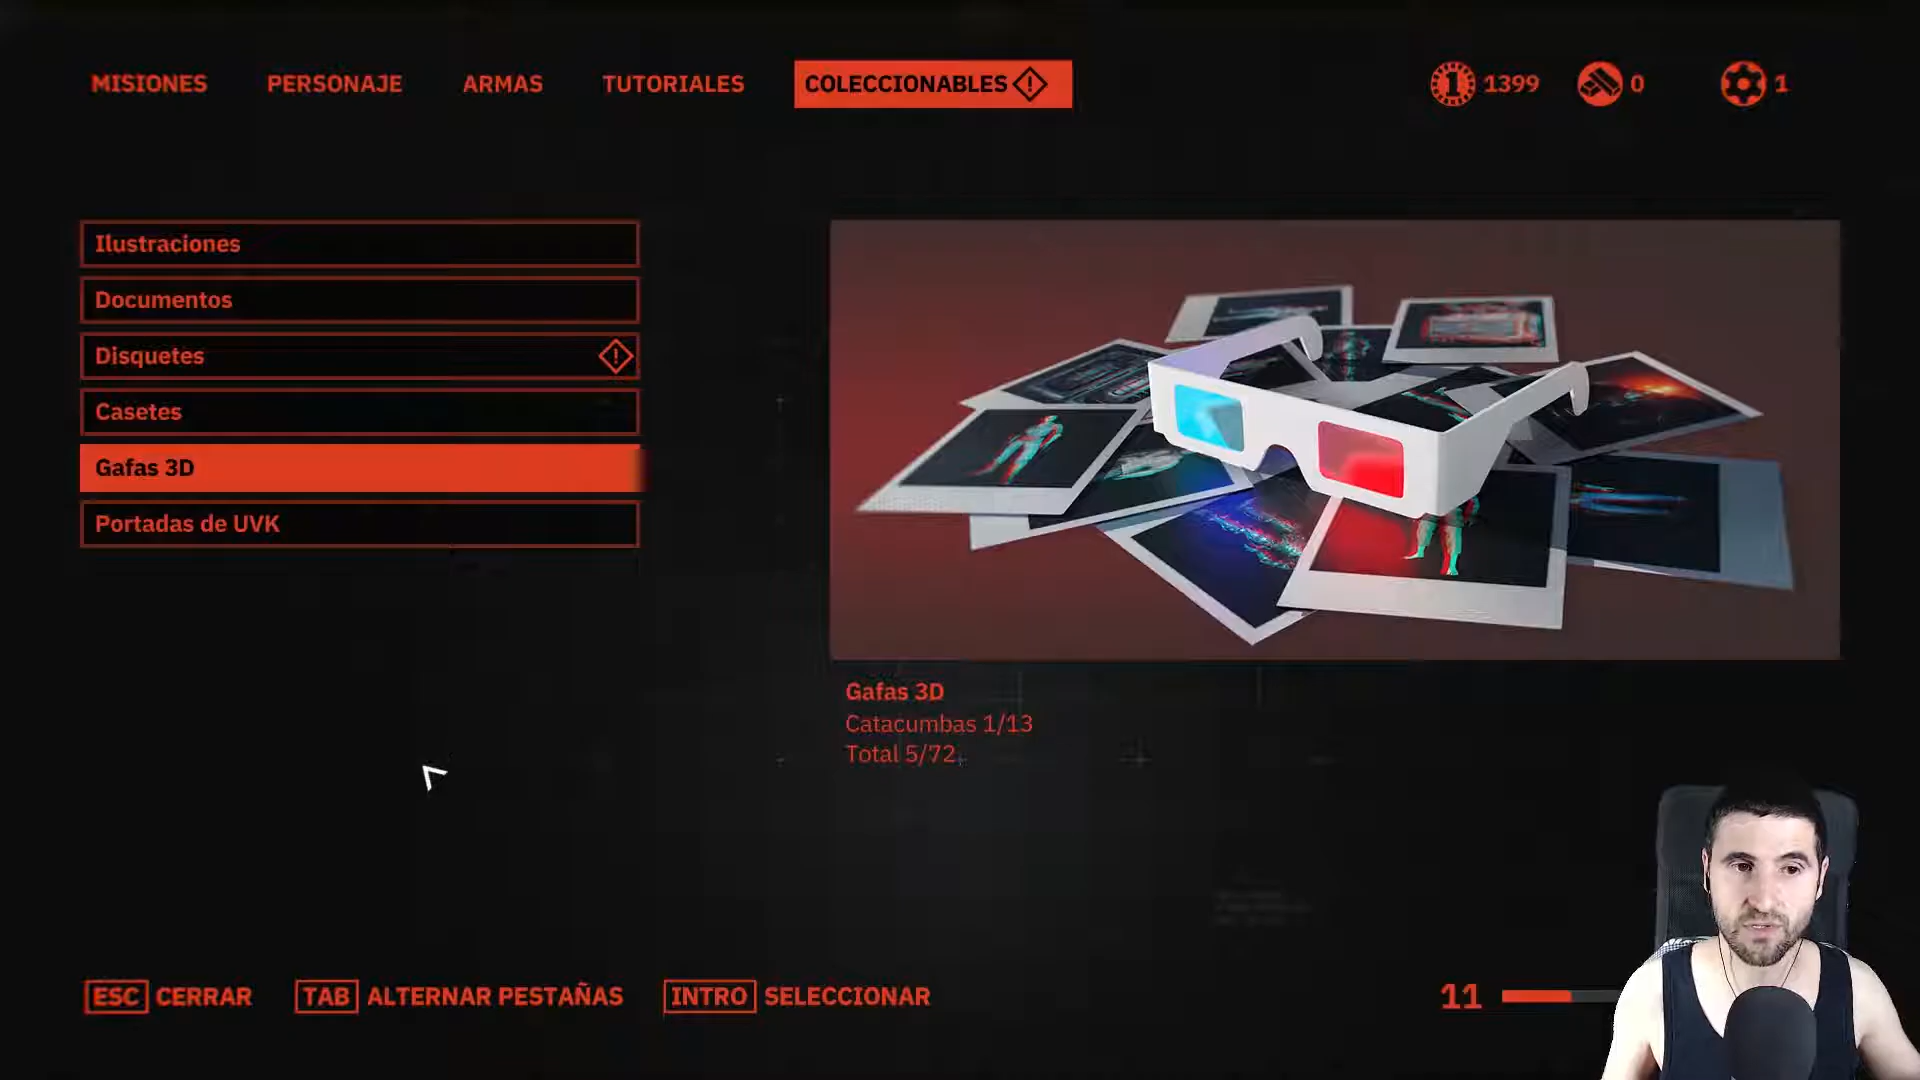 MISIONES PERSONAJE ARMAS TUTORIALES COLECCIONABLES 1399 0 1
Ilustraciones
Documentos
Disquetes
Casetes
Gafas 3D
Portadas de UVK
Gafas 3D
Catacumbas 1/13
Total 5/72
ESC CERRAR TAB ALTERNAR PESTAÑAS INTRO SELECCIONAR 11